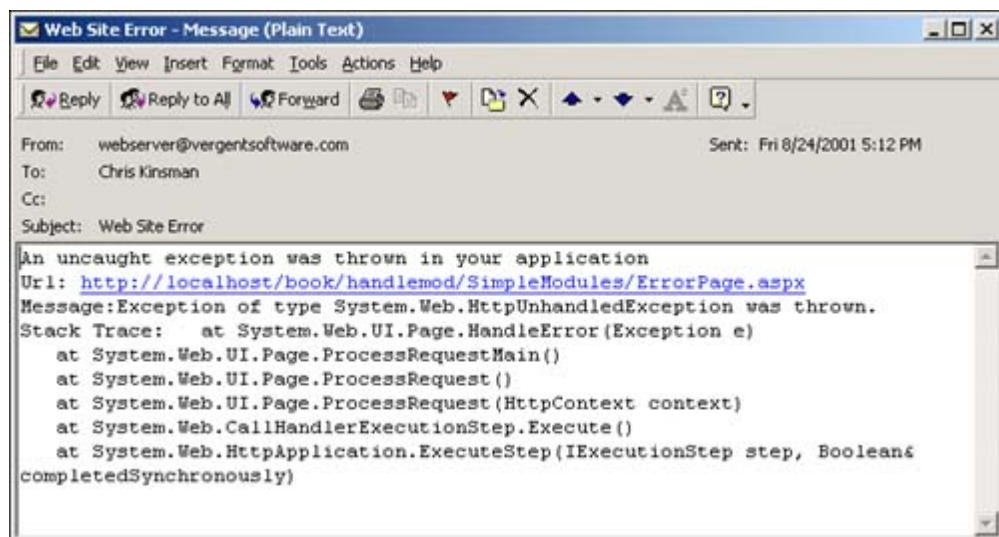 Web Site Error - Message (Plain Text)
File Edit View Insert Format Tools Actions Help
Reply Reply to All Forward
From: webserver@vergentsoftware.com Sent: Fri 8/24/2001 5:12 PM
To: Chris Kinsman
Cc:
Subject: Web Site Error
An uncaught exception was thrown in your application
Url: http://localhost/book/handlemod/SimpleModules/ErrorPage.aspx
Message:Exception of type System.Web.HttpUnhandledException was thrown.
Stack Trace: at System.Web.UI.Page.HandleError(Exception e)
at System.Web.UI.Page.ProcessRequestMain()
at System.Web.UI.Page.ProcessRequest()
at System.Web.UI.Page.ProcessRequest(HttpContext context)
at System.Web.CallHandlerExecutionStep.Execute()
at System.Web.HttpApplication.ExecuteStep(IExecutionStep step, Boolean&
completedSynchronously)